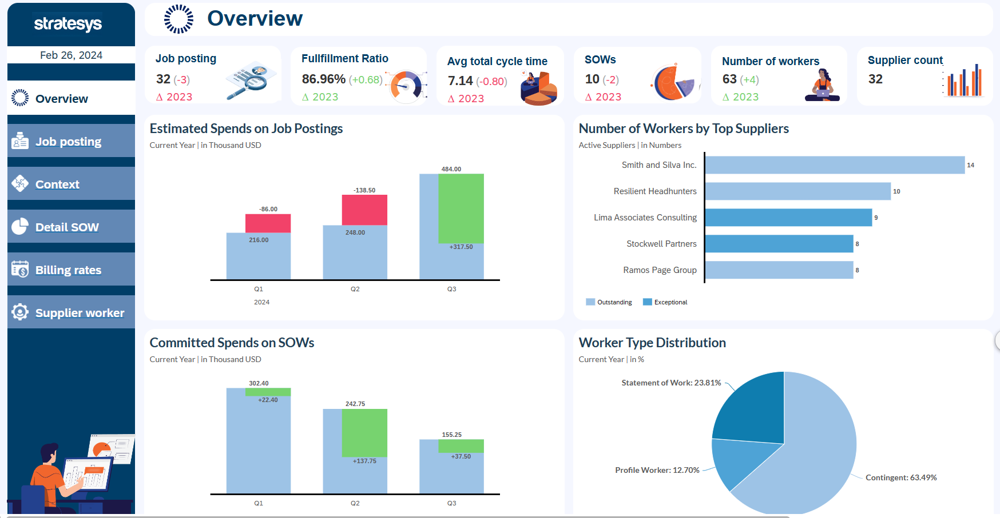 stratesys
Feb 26, 2024
Overview
Job posting
Context
Detail SOW
Billing rates
Supplier worker
Overview
Job posting
32 (-3)
Δ 2023
Fullfillment Ratio
86.96% (+0.68)
Δ 2023
Avg total cycle time
7.14 (-0.80)
Δ 2023
SOWs
10 (-2)
Δ 2023
Number of workers
63 (+4)
Δ 2023
Supplier count
32
Estimated Spends on Job Postings
Current Year | in Thousand USD
484.00
-138.50
-86.00
216.00
248.00
+317.50
Q1
Q2
Q3
2024
Number of Workers by Top Suppliers
Active Suppliers | in Numbers
Smith and Silva Inc. 14
Resilient Headhunters 10
Lima Associates Consulting 9
Stockwell Partners 8
Ramos Page Group 8
Outstanding Exceptional
Committed Spends on SOWs
Current Year | in Thousand USD
302.40
+22.40
242.75
+137.75
155.25
+37.50
Q1
Q2
Q3
Worker Type Distribution
Current Year | in %
Statement of Work: 23.81%
Profile Worker: 12.70%
Contingent: 63.49%